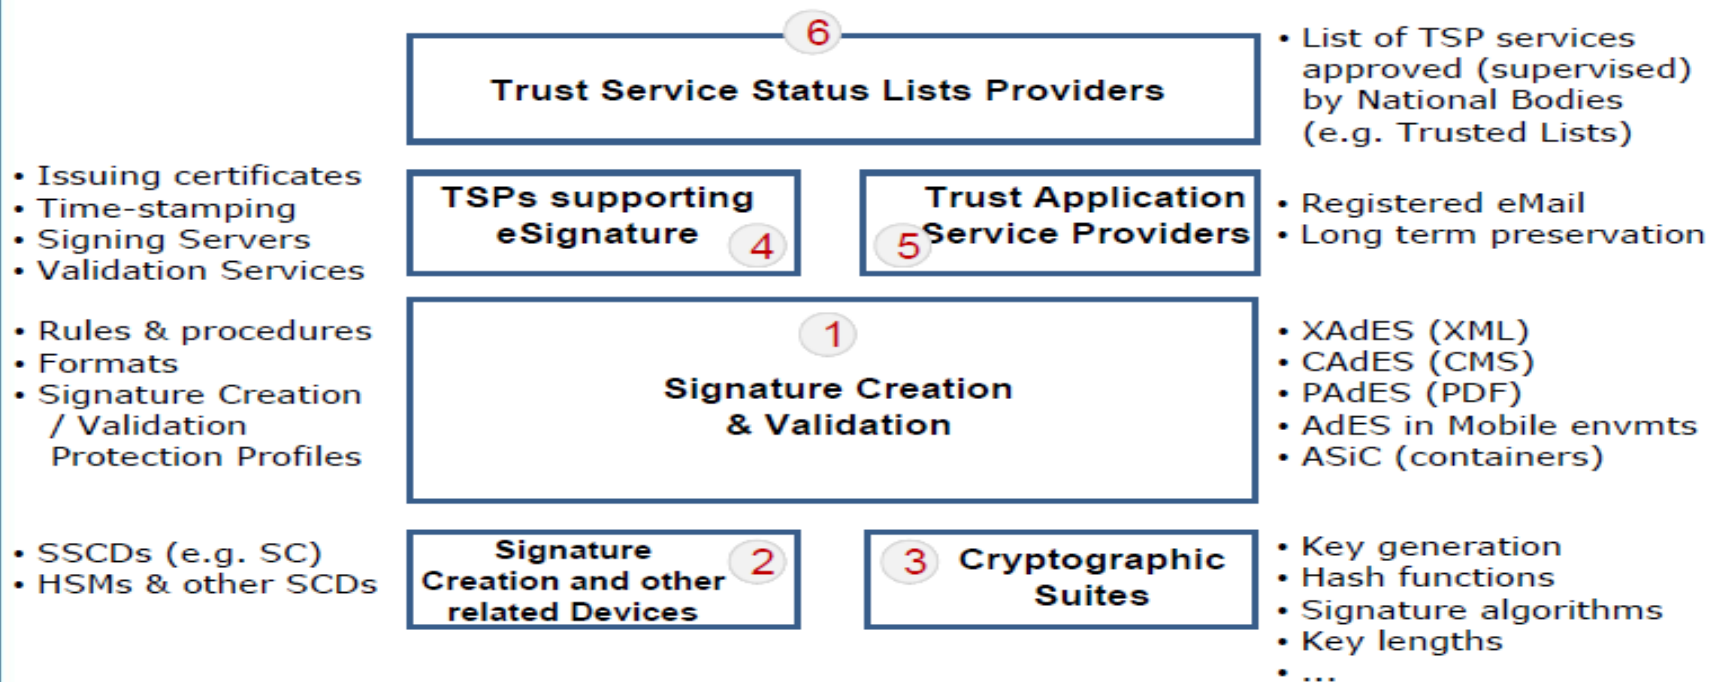 6
Trust Service Status Lists Providers
• List of TSP services
approved (supervised)
by National Bodies
(e.g. Trusted Lists)
• Issuing certificates
• Time-stamping
• Signing Servers
• Validation Services
TSPs supporting
eSignature
4
Trust Application
Service Providers
5
• Registered eMail
• Long term preservation
• Rules & procedures
• Formats
• Signature Creation
/ Validation
Protection Profiles
1
Signature Creation
& Validation
• XAdES (XML)
• CAdES (CMS)
• PAdES (PDF)
• AdES in Mobile envmts
• ASiC (containers)
• SSCDs (e.g. SC)
• HSMs & other SCDs
Signature
Creation and other
related Devices
2
3
Cryptographic
Suites
• Key generation
• Hash functions
• Signature algorithms
• Key lengths
• ...